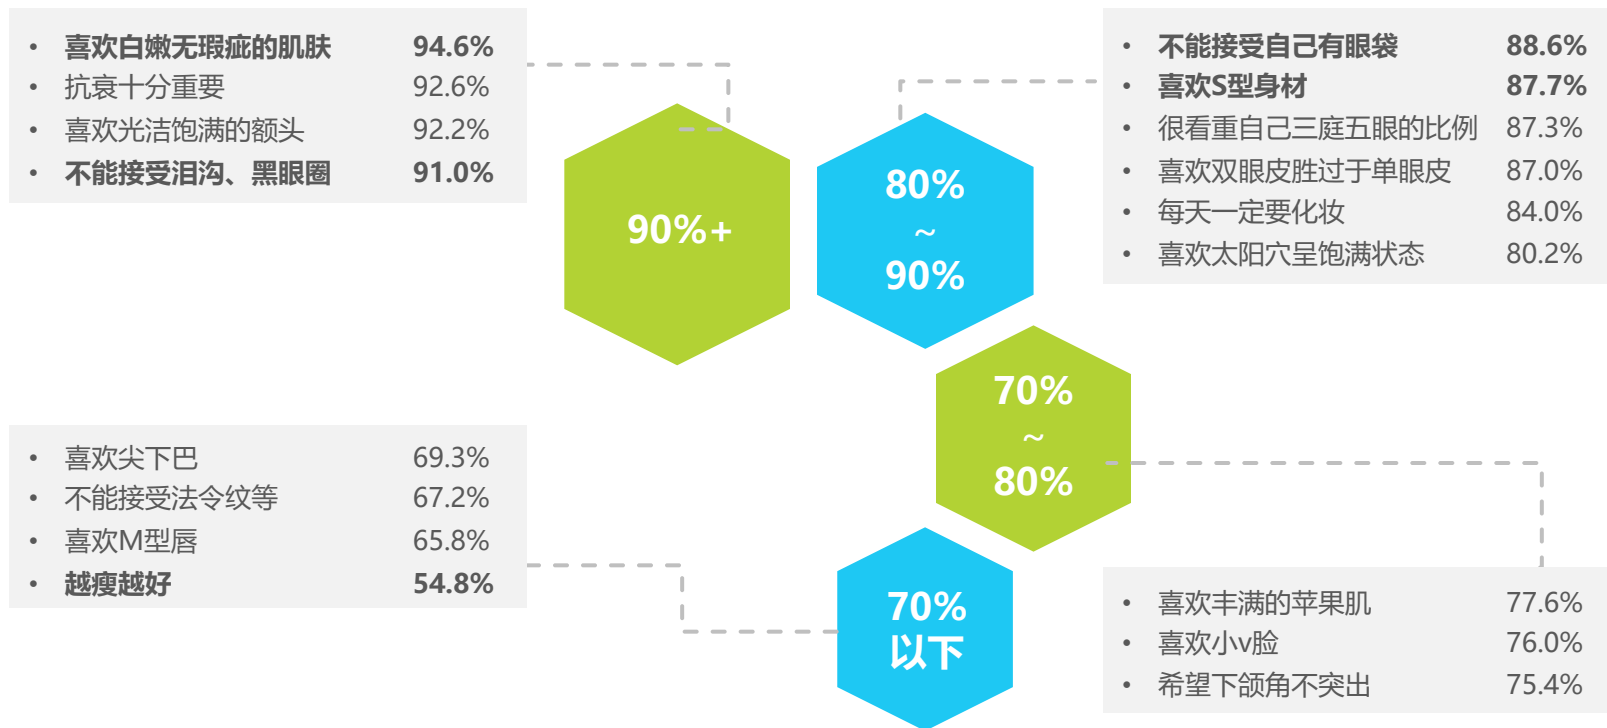 • 喜欢白嫩无瑕疵的肌肤 94.6%
• 抗衰十分重要 92.6%
• 喜欢光洁饱满的额头 92.2%
• 不能接受泪沟、黑眼圈 91.0%
90%+
80%
~
90%
• 不能接受自己有眼袋 88.6%
• 喜欢S型身材 87.7%
• 很看重自己三庭五眼的比例 87.3%
• 喜欢双眼皮胜过于单眼皮 87.0%
• 每天一定要化妆 84.0%
• 喜欢太阳穴呈饱满状态 80.2%
70%
~
80%
• 喜欢尖下巴 69.3%
• 不能接受法令纹等 67.2%
• 喜欢M型唇 65.8%
• 越瘦越好 54.8%
70%
以下
• 喜欢丰满的苹果肌 77.6%
• 喜欢小v脸 76.0%
• 希望下颌角不突出 75.4%